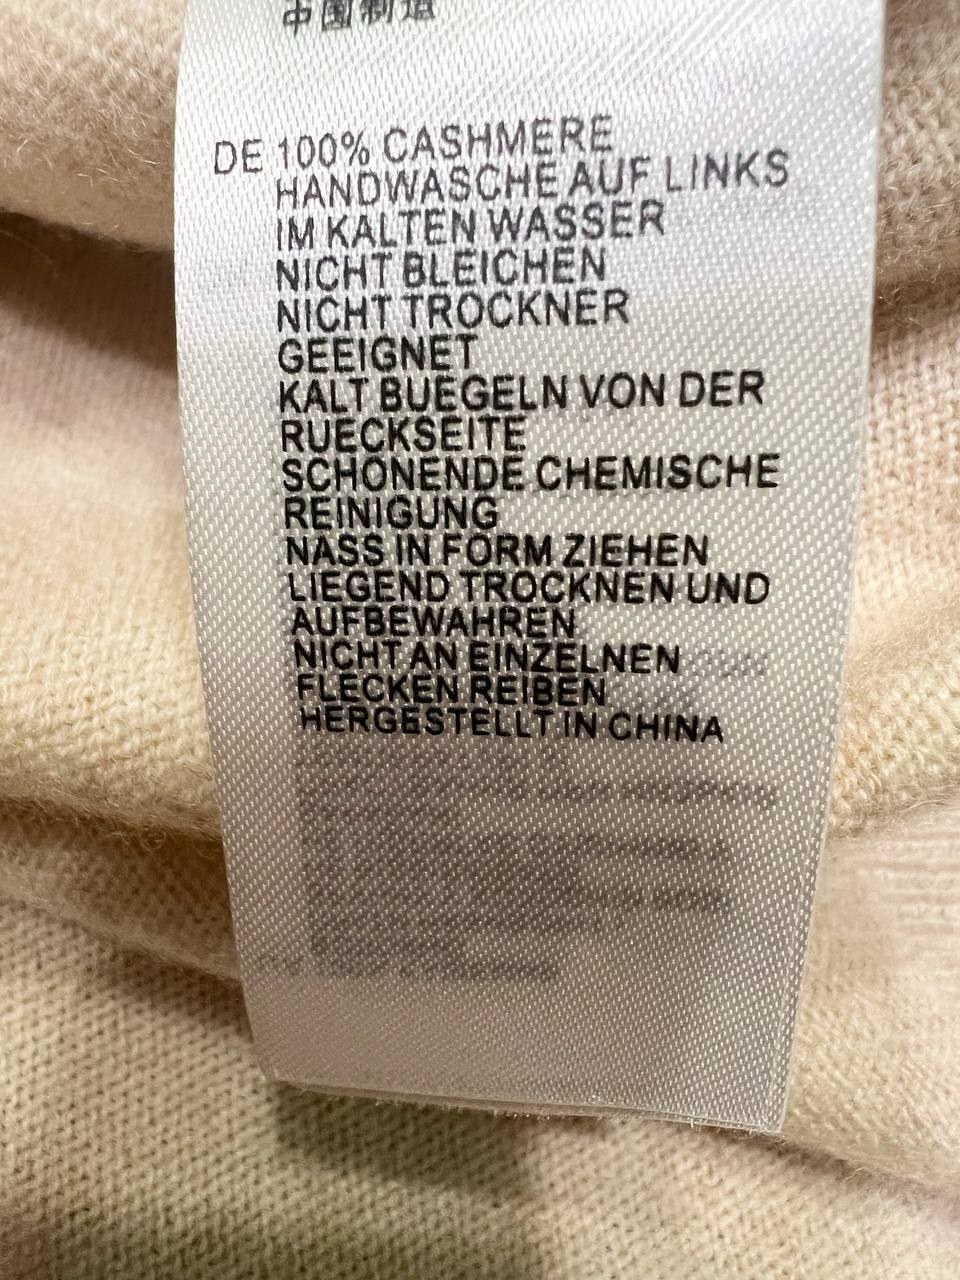 中国制造
DE 100% CASHMERE
HANDWASCHE AUF LINKS
IM KALTEN WASSER
NICHT BLEICHEN
NICHT TROCKNER
GEEIGNET
KALT BUEGELN VON DER
RUECKSEITE
SCHONENDE CHEMISCHE
REINIGUNG
NASS IN FORM ZIEHEN
LIEGEND TROCKNEN UND
AUFBEWAHREN
NICHT AN EINZELNEN
FLECKEN REIBEN
HERGESTELLT IN CHINA